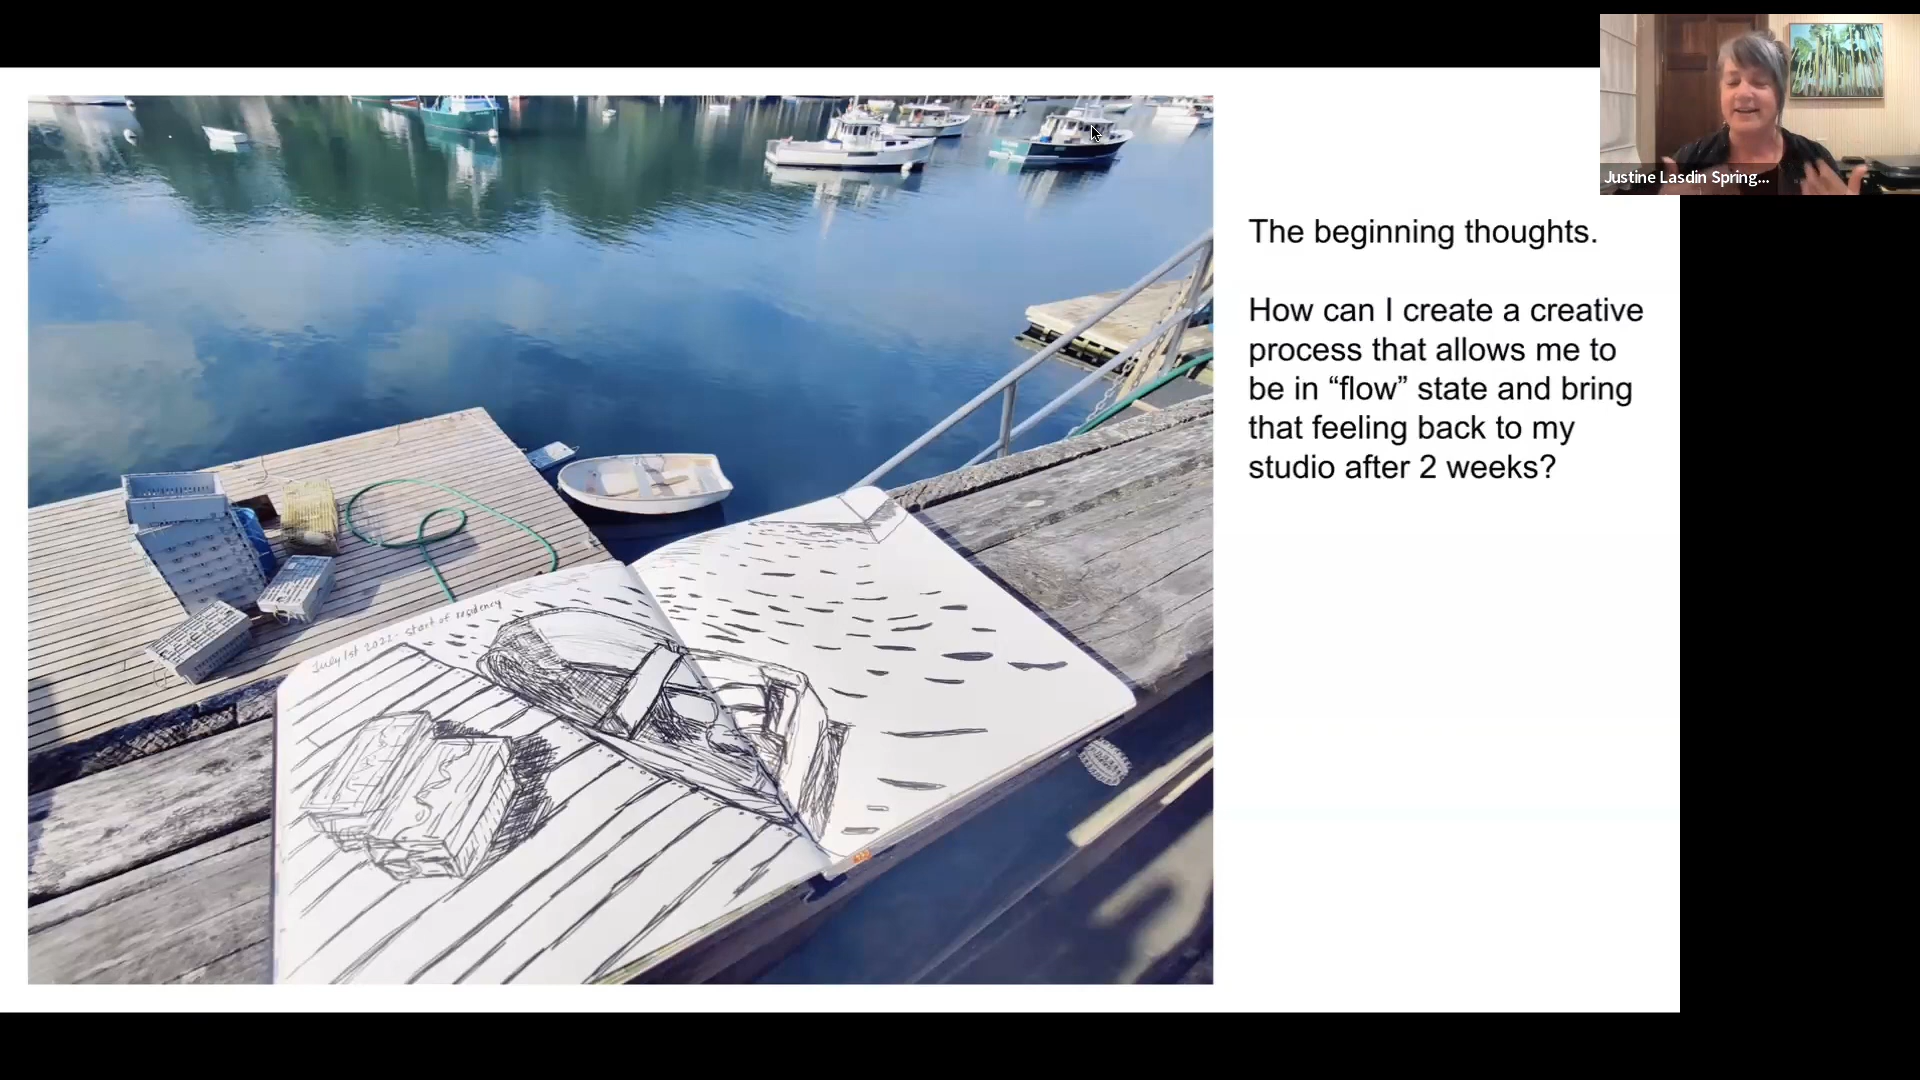 Justine Lasdin Spring...
The beginning thoughts.
How can I create a creative
process that allows me to
be in “flow” state and bring
that feeling back to my
studio after 2 weeks?
July 1st 2022 - start of residency